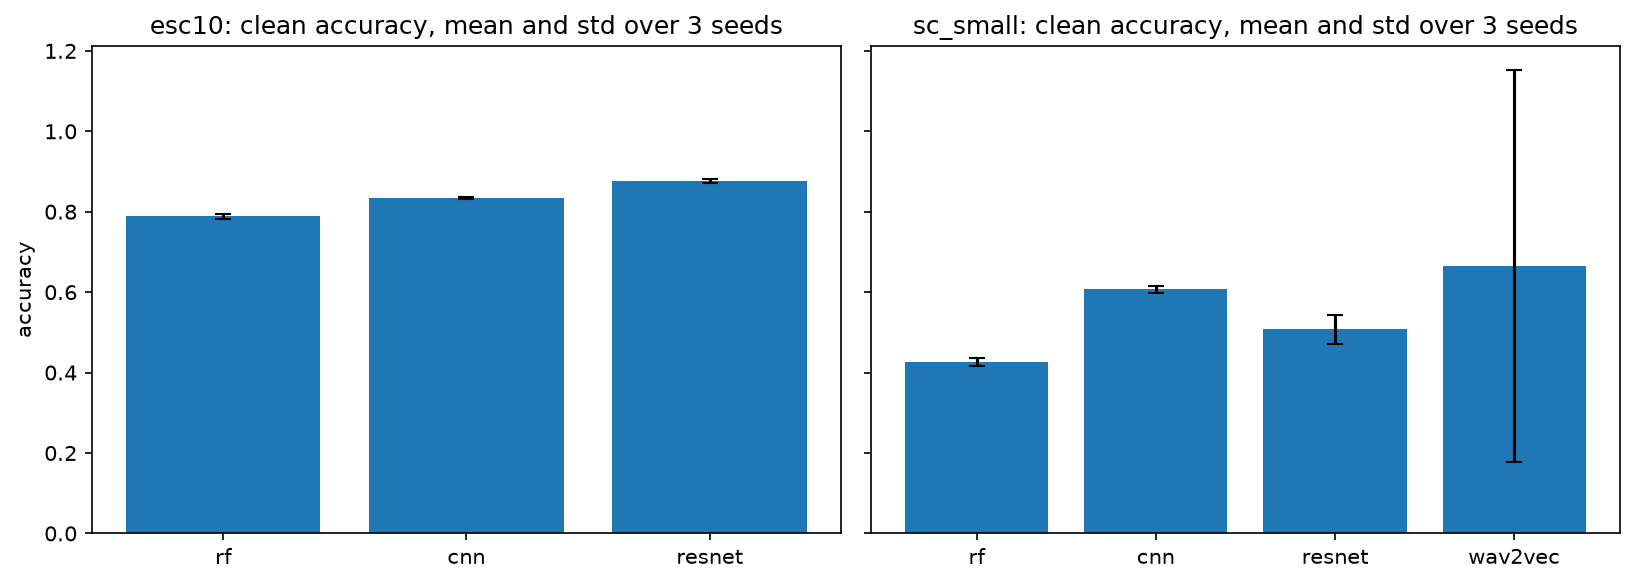 esc10: clean accuracy, mean and std over 3 seeds
sc_small: clean accuracy, mean and std over 3 seeds
accuracy
1.2
1.0
0.8
0.6
0.4
0.2
0.0
rf
cnn
resnet
rf
cnn
resnet
wav2vec